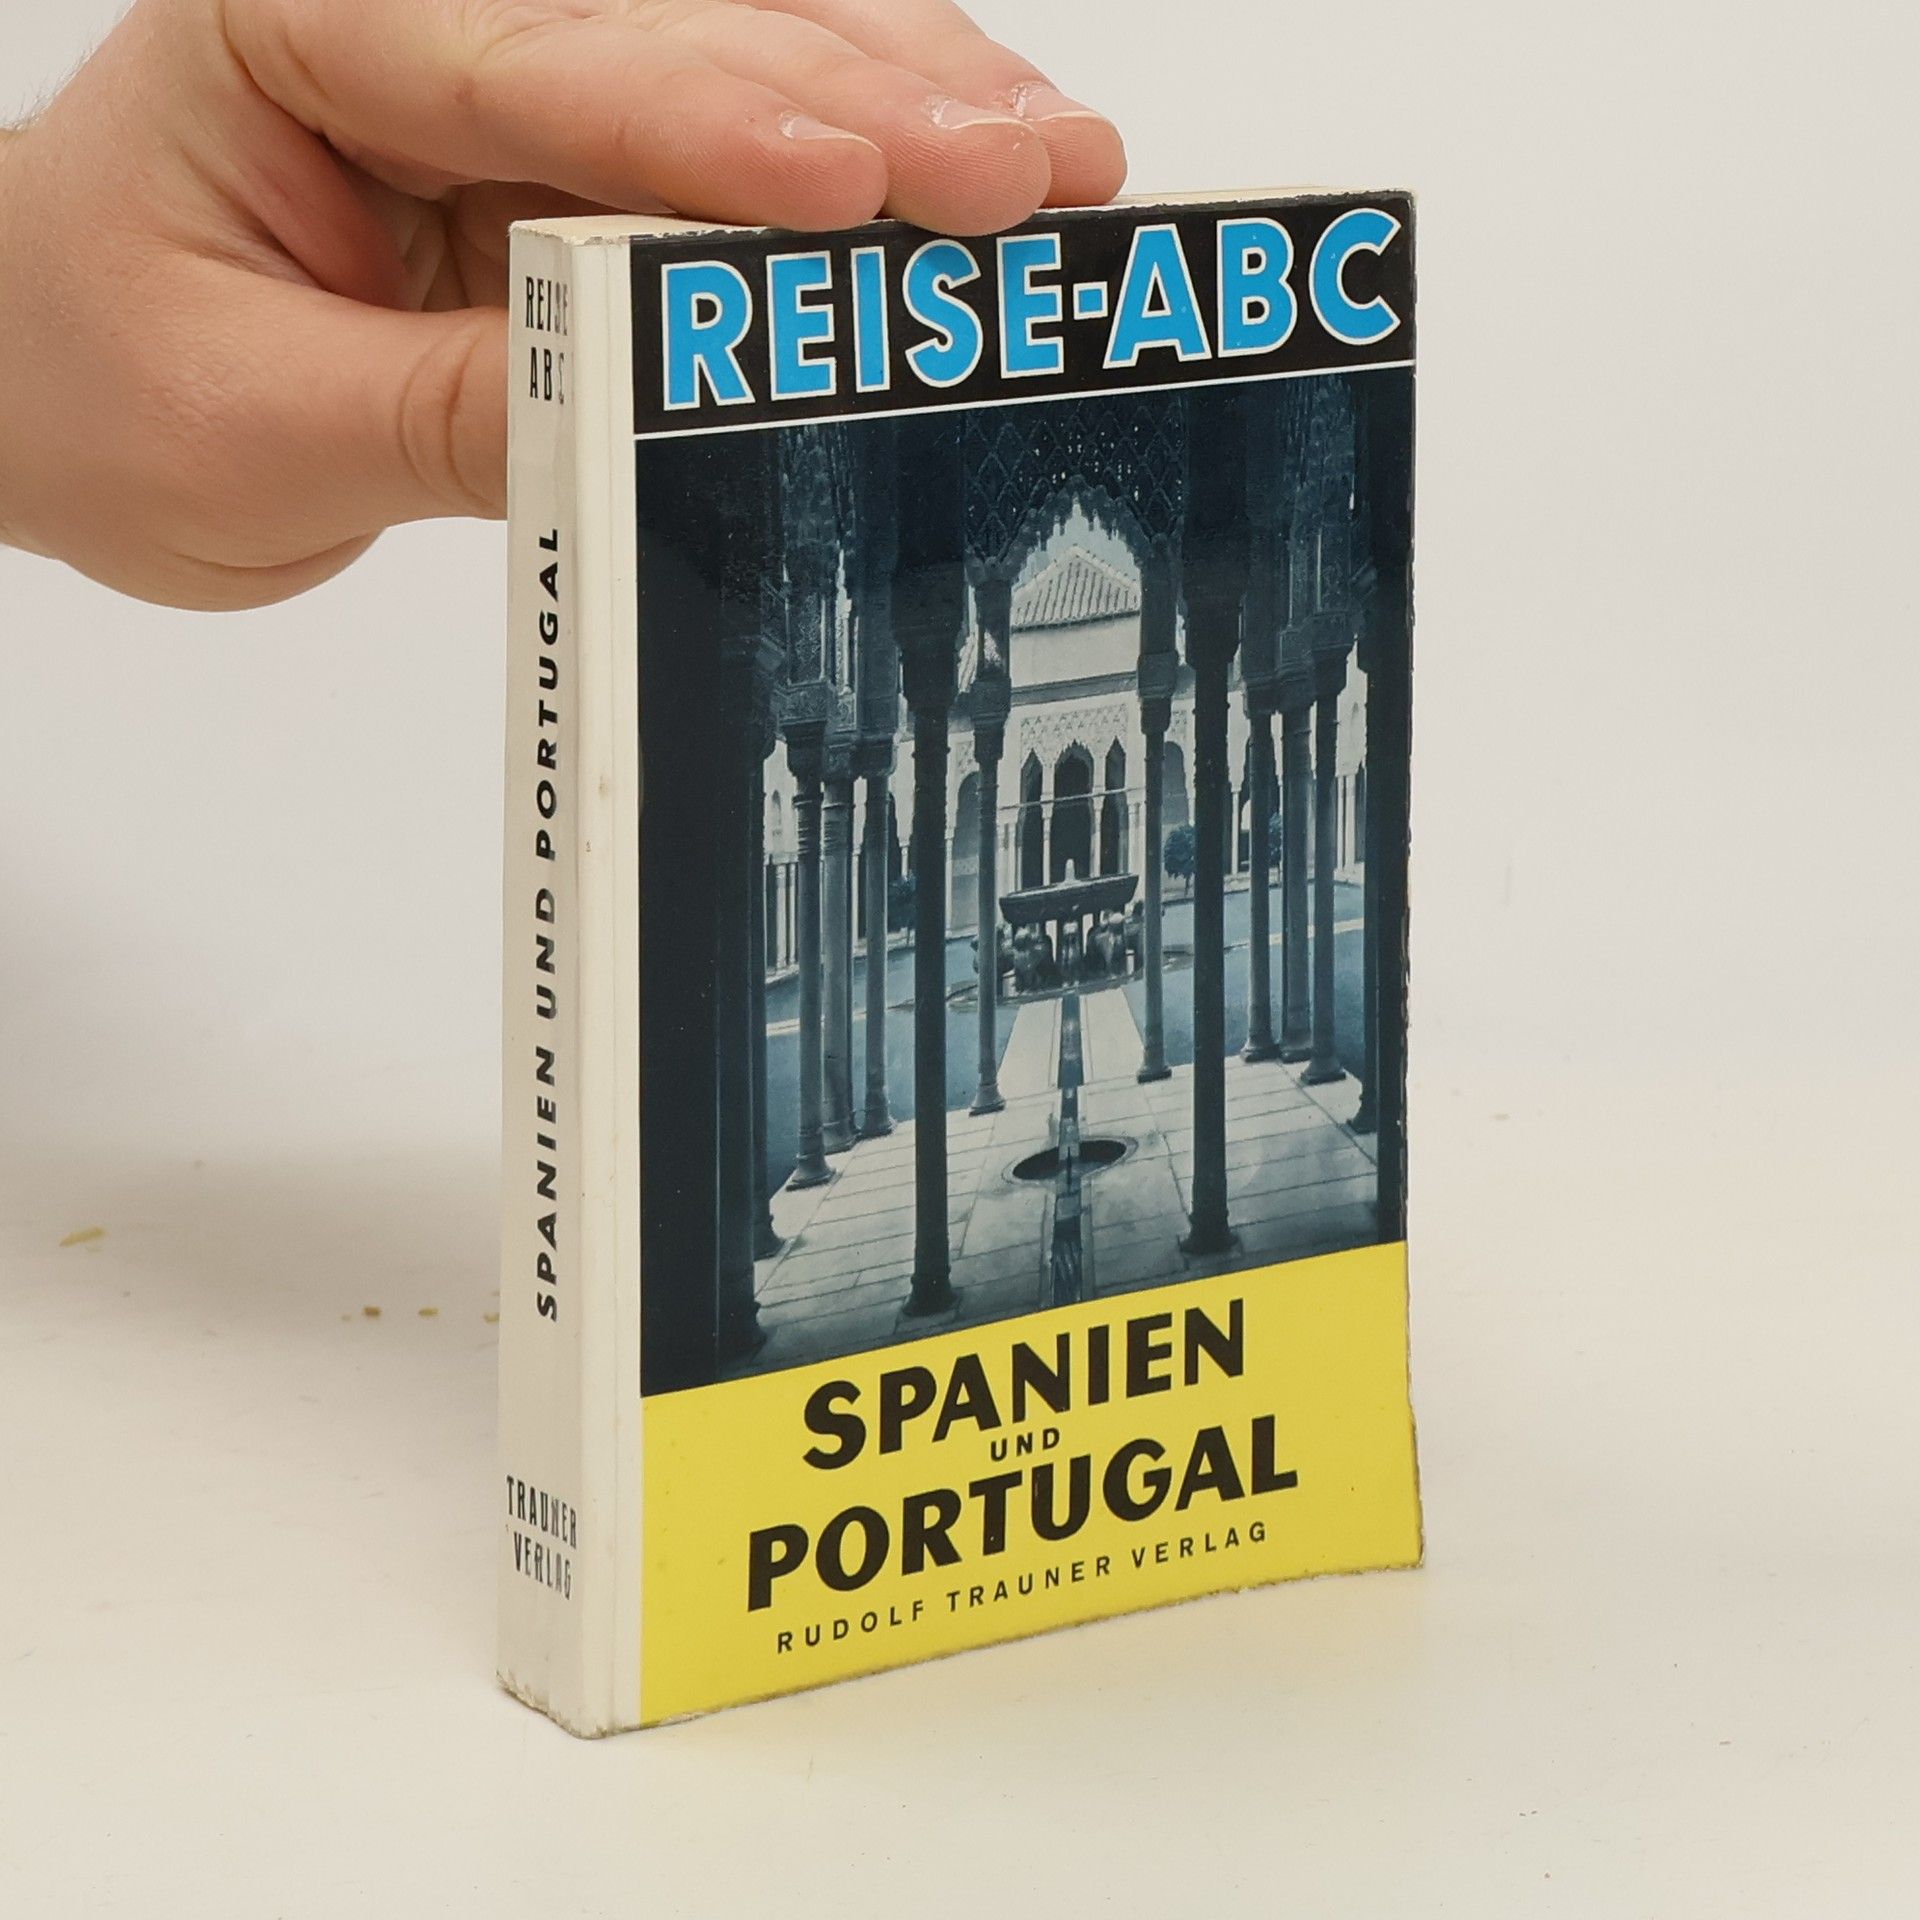 REISE
ABC
SPANIEN UND PORTUGAL
TRAUNER
VERLAG
REISE-ABC
SPANIEN
UND
PORTUGAL
RUDOLF TRAUNER VERLAG